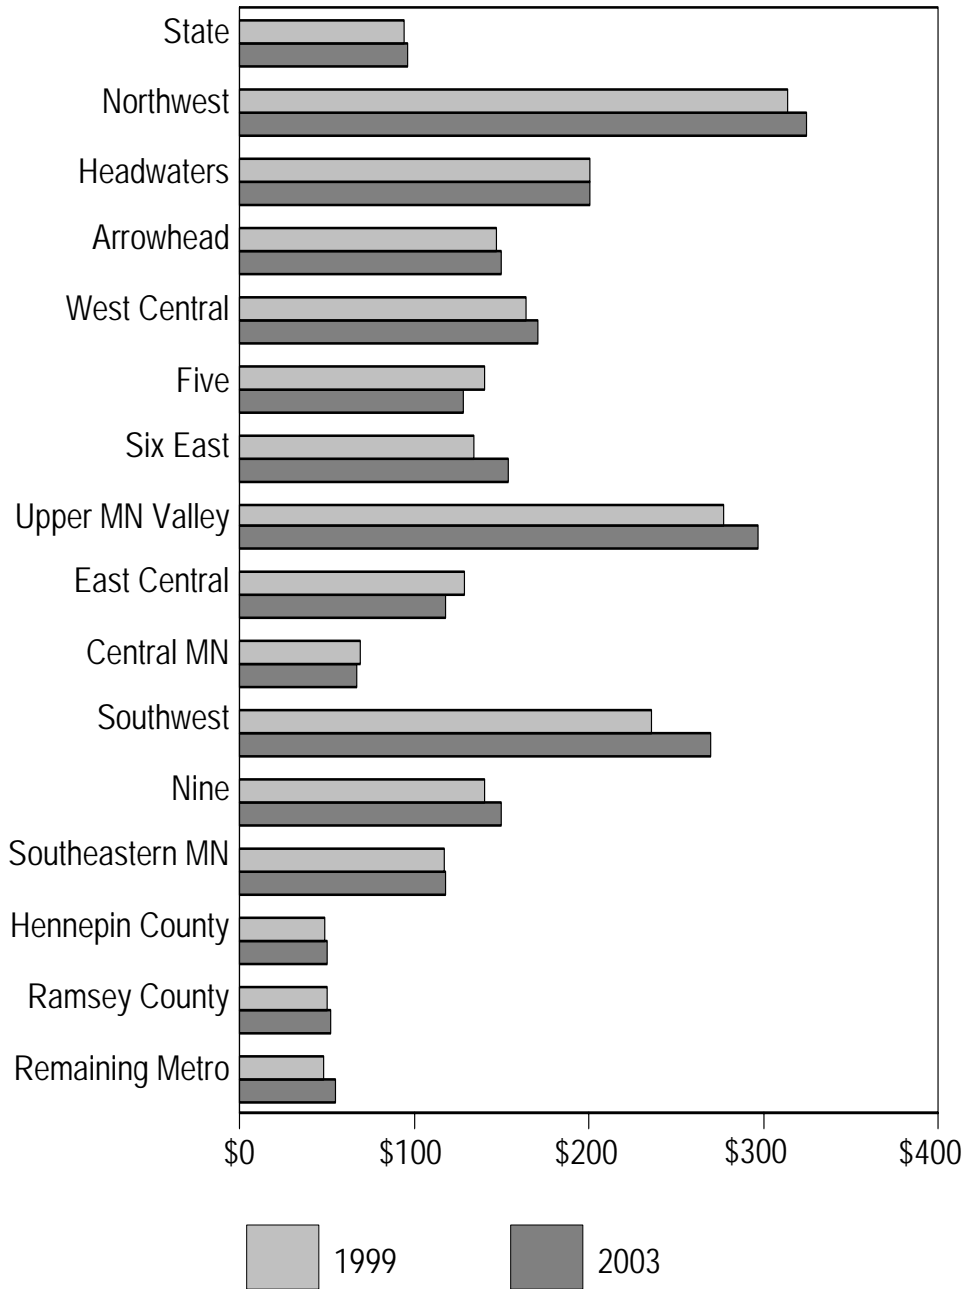 State
Northwest
Headwaters
Arrowhead
West Central
Five
Six East
Upper MN Valley
East Central
Central MN
Southwest
Nine
Southeastern MN
Hennepin County
Ramsey County
Remaining Metro
$0 $100 $200 $300 $400
1999 2003